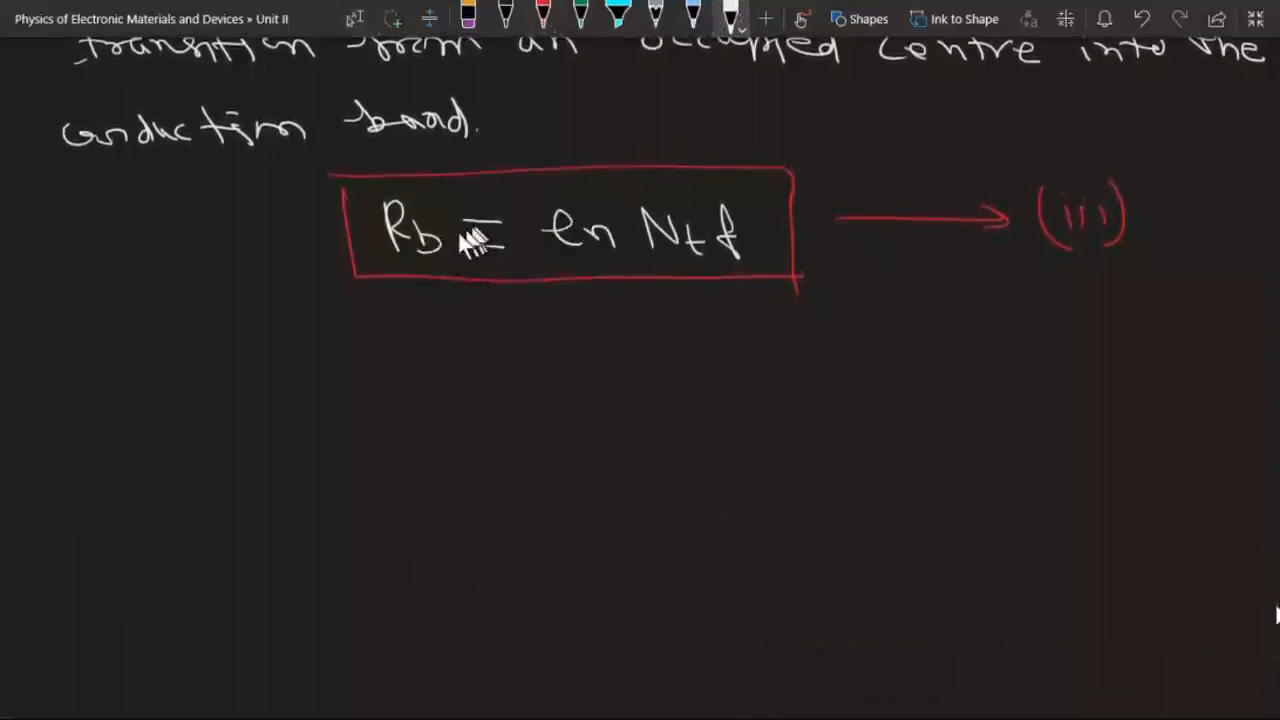 Physics of Electronic Materials and Devices » Unit II Shapes Ink to Shape
transition from an occupied centre into the
conduction band.
Rb = en Nt f (iii)